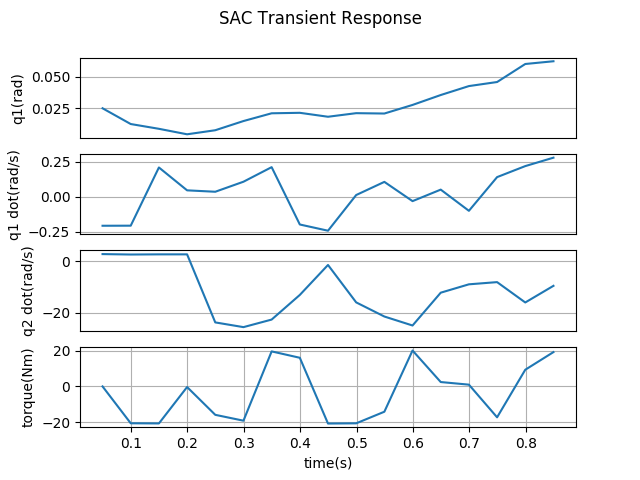 SAC Transient Response
q1(rad)
0.050
0.025
q1 dot(rad/s)
0.25
0.00
−0.25
q2 dot(rad/s)
0
−20
torque(Nm)
20
0
−20
0.1 0.2 0.3 0.4 0.5 0.6 0.7 0.8
time(s)